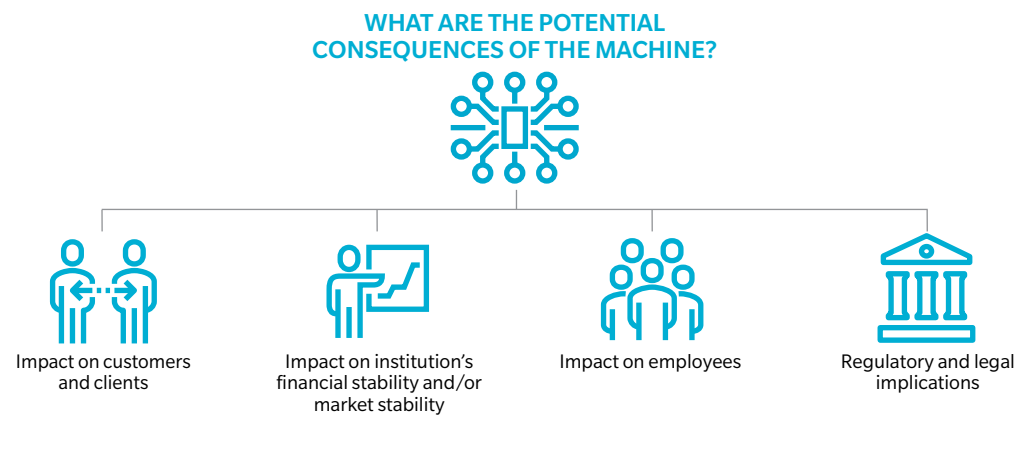 WHAT ARE THE POTENTIAL
CONSEQUENCES OF THE MACHINE?
Impact on customers
and clients
Impact on institution’s
financial stability and/or
market stability
Impact on employees
Regulatory and legal
implications